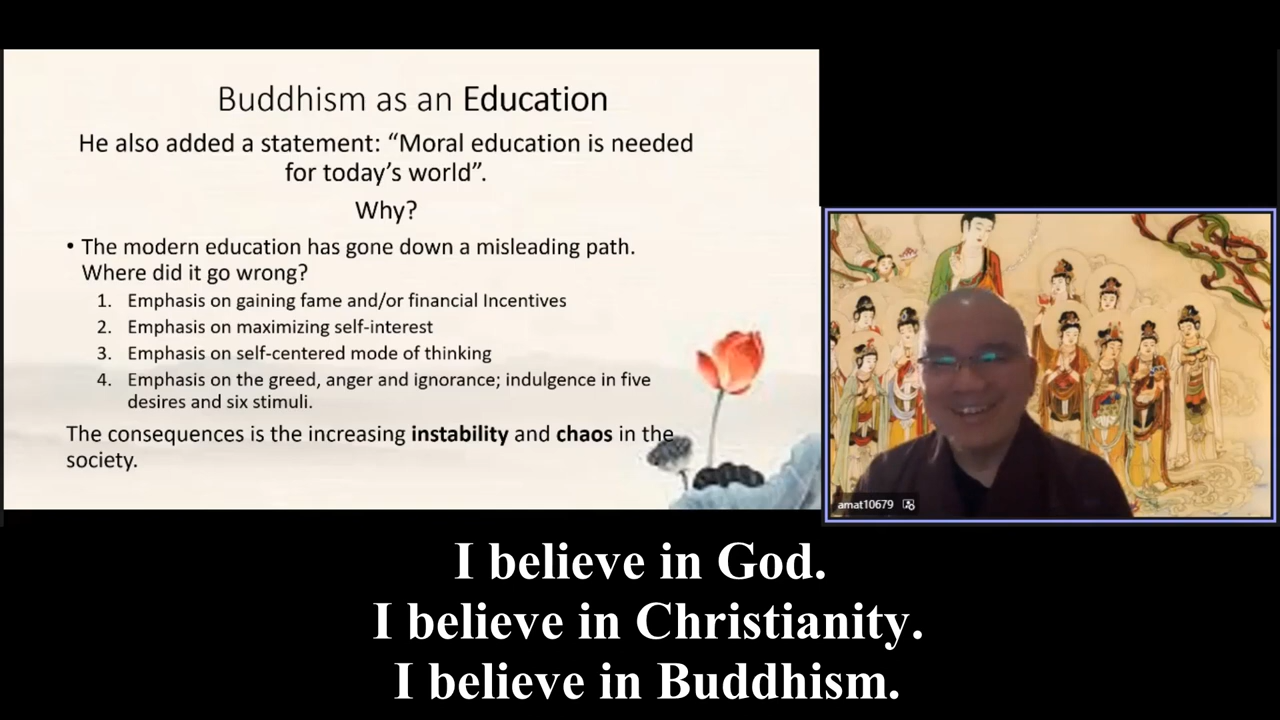 Buddhism as an Education
He also added a statement: “Moral education is needed
for today’s world”.
Why?
• The modern education has gone down a misleading path.
Where did it go wrong?
1. Emphasis on gaining fame and/or financial Incentives
2. Emphasis on maximizing self-interest
3. Emphasis on self-centered mode of thinking
4. Emphasis on the greed, anger and ignorance; indulgence in five
desires and six stimuli.
The consequences is the increasing instability and chaos in the
society.
amat10679
I believe in God.
I believe in Christianity.
I believe in Buddhism.